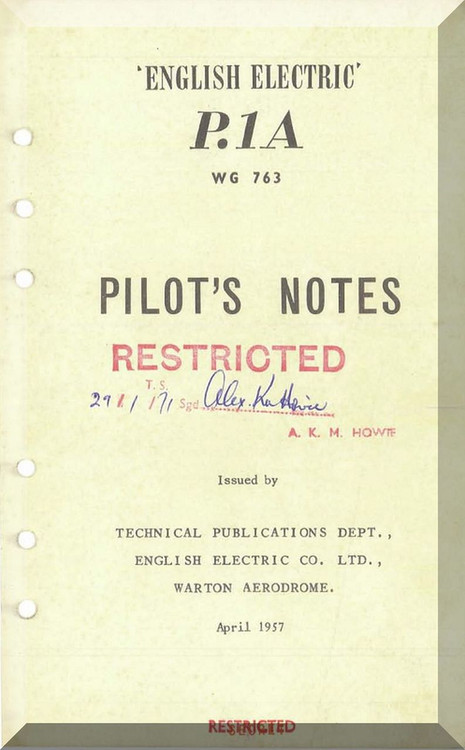 'ENGLISH ELECTRIC'
P.1A
WG 763
PILOT'S NOTES
RESTRICTED
T.S.
29/1/71 Sgd
A. K. M. HOWIE
Issued by
TECHNICAL PUBLICATIONS DEPT.,
ENGLISH ELECTRIC CO. LTD.,
WARTON AERODROME.
April 1957
RESTRICTED